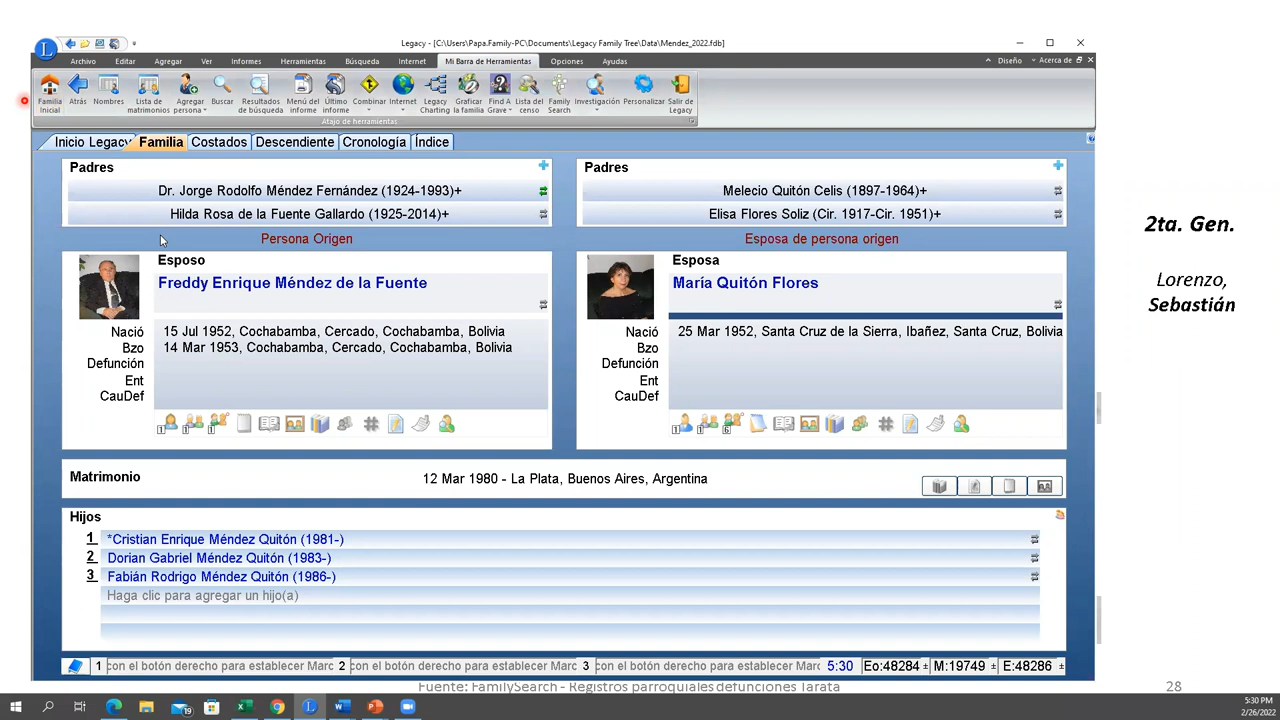 Legacy - [C:\Users\Papa.Family-PC\Documents\Legacy Family Tree\Data\Mendez_2022.fdb]
Archivo Editar Agregar Ver Informes Herramientas Búsqueda Internet Mi Barra de Herramientas Opciones Ayudas Diseño Acerca de
Familia Inicial
Atrás
Nombres
Lista de matrimonios
Agregar persona
Buscar
Resultados de búsqueda
Menú del informe
Último informe
Combinar
Internet
Legacy Charting
Graficar la familia
Find A Grave
Lista del censo
Family Search
Investigación
Personalizar
Salir de Legacy
Atajo de herramientas
Inicio Legacy Familia Costados Descendiente Cronología Índice
Padres
Dr. Jorge Rodolfo Méndez Fernández (1924-1993)+
Hilda Rosa de la Fuente Gallardo (1925-2014)+
Persona Origen
Esposo
Freddy Enrique Méndez de la Fuente
Nació 15 Jul 1952, Cochabamba, Cercado, Cochabamba, Bolivia
Bzo 14 Mar 1953, Cochabamba, Cercado, Cochabamba, Bolivia
Defunción
Ent
CauDef
1 1 1
Padres
Melecio Quitón Celis (1897-1964)+
Elisa Flores Soliz (Cir. 1917-Cir. 1951)+
Esposa de persona origen
Esposa
María Quitón Flores
Nació 25 Mar 1952, Santa Cruz de la Sierra, Ibañez, Santa Cruz, Bolivia
Bzo
Defunción
Ent
CauDef
1 1 6
Matrimonio 12 Mar 1980 - La Plata, Buenos Aires, Argentina
Hijos
1 *Cristian Enrique Méndez Quitón (1981-)
2 Dorian Gabriel Méndez Quitón (1983-)
3 Fabián Rodrigo Méndez Quitón (1986-)
Haga clic para agregar un hijo(a)
1 con el botón derecho para establecer Marc 2 con el botón derecho para establecer Marc 3 con el botón derecho para establecer Marc 5:30 Eo:48284 ± M:19749 ± E:48286 ±
2ta. Gen.
Lorenzo,
Sebastián
Fuente: FamilySearch - Registros parroquiales defunciones Tarata
28
19
5:30 PM
2/26/2022